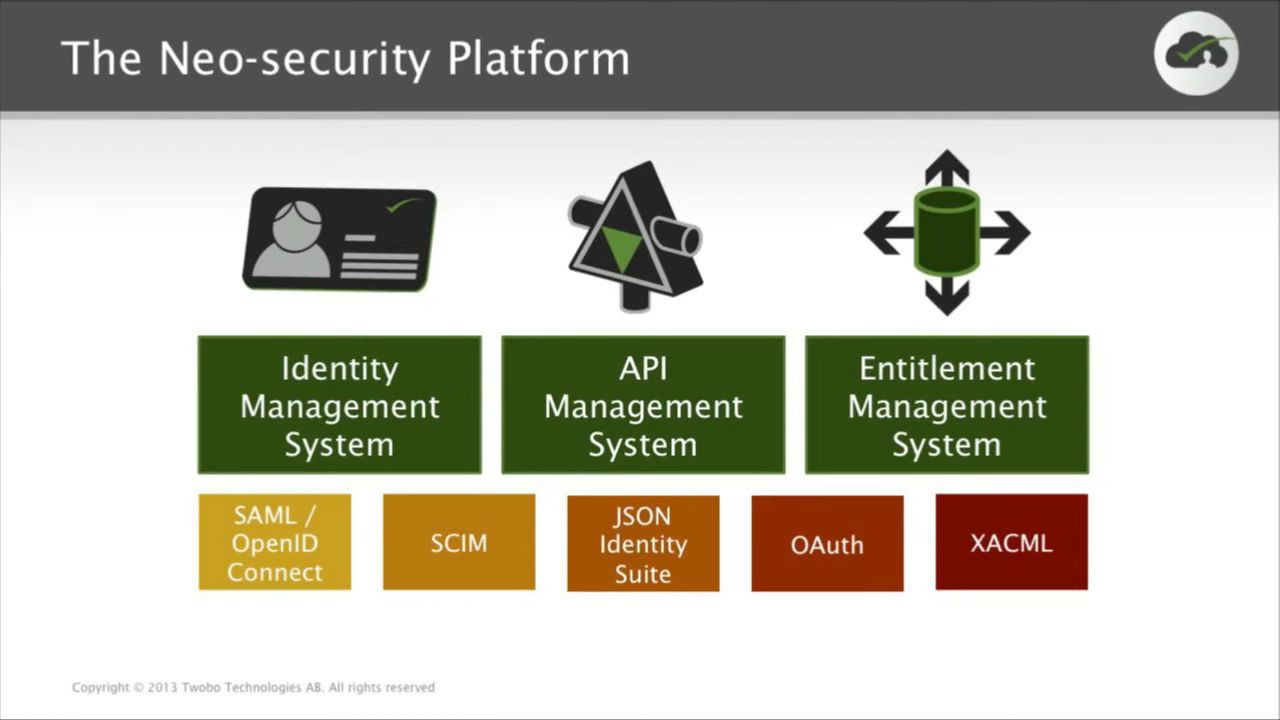 The Neo-security Platform
Identity
Management
System
API
Management
System
Entitlement
Management
System
SAML /
OpenID
Connect
SCIM
JSON
Identity
Suite
OAuth
XACML
Copyright © 2013 Twobo Technologies AB. All rights reserved